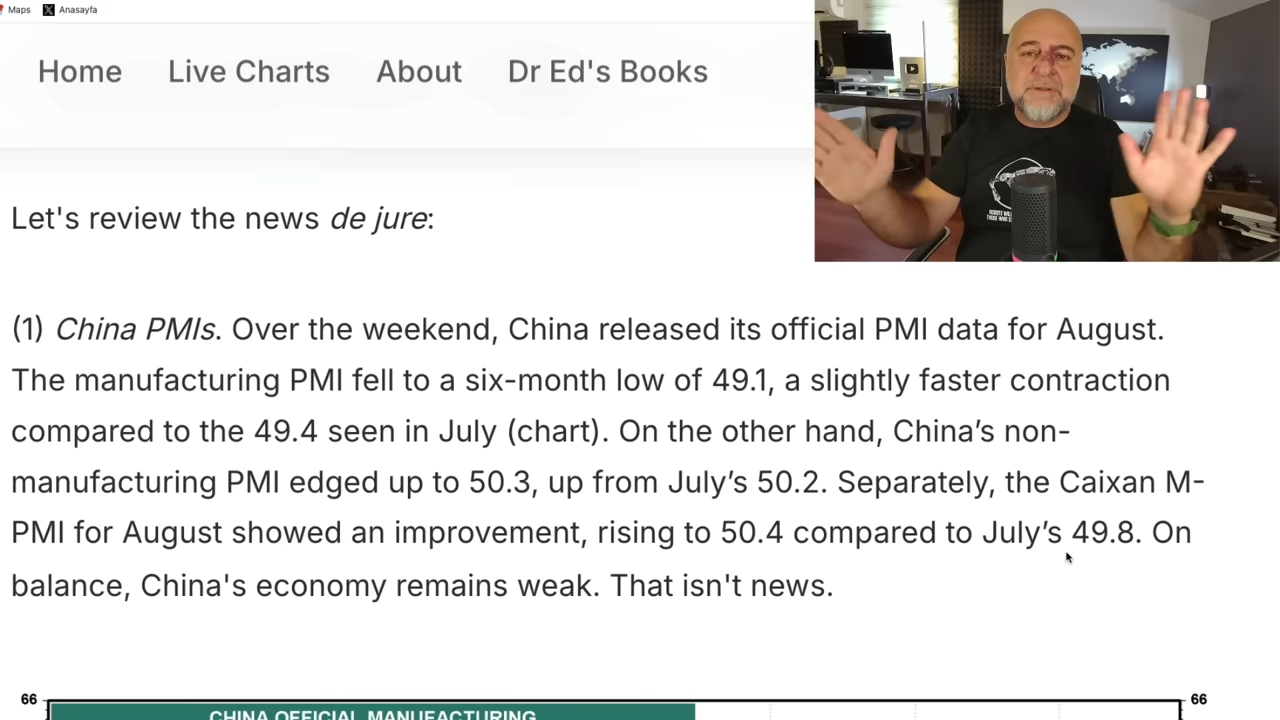 Maps Anasayfa
Home Live Charts About Dr Ed's Books
Let's review the news de jure:
(1) China PMIs. Over the weekend, China released its official PMI data for August.
The manufacturing PMI fell to a six-month low of 49.1, a slightly faster contraction
compared to the 49.4 seen in July (chart). On the other hand, China’s non-
manufacturing PMI edged up to 50.3, up from July’s 50.2. Separately, the Caixan M-
PMI for August showed an improvement, rising to 50.4 compared to July’s 49.8. On
balance, China's economy remains weak. That isn't news.
66 66
CHINA OFFICIAL MANUFACTURING